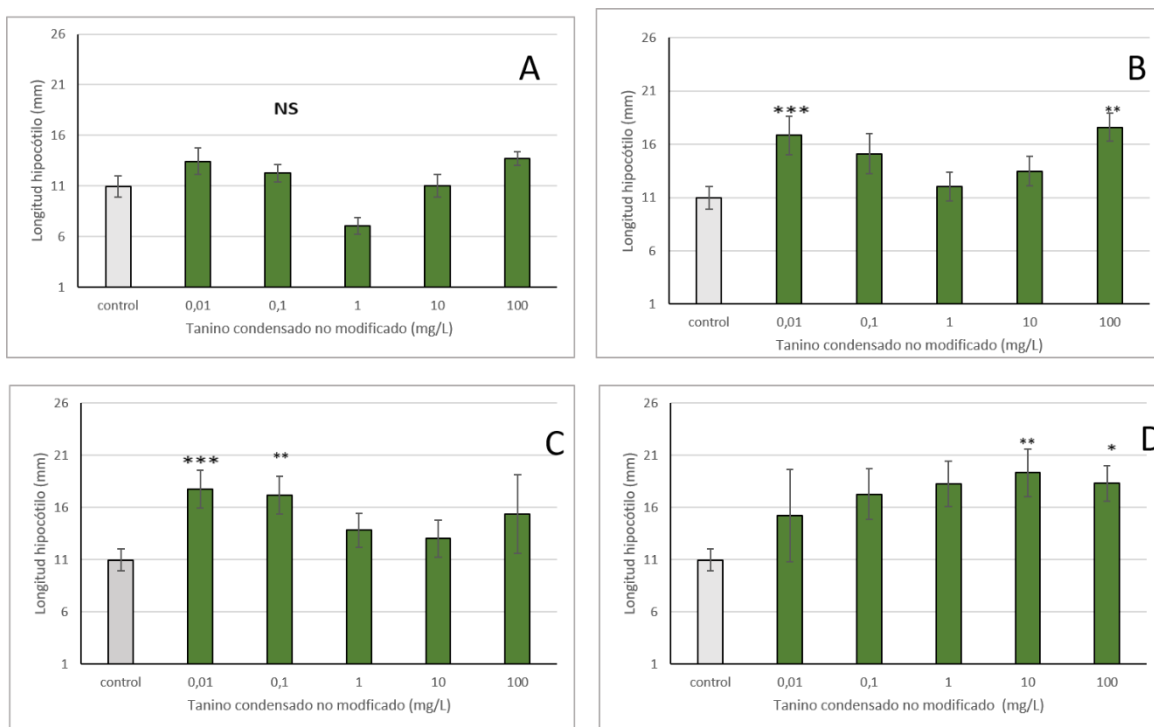 26
21
16
11
6
1
Longitud hipocótilo (mm)
A
NS
control
0,01
0,1
1
10
100
Tanino condensado no modificado (mg/L)
26
21
16
11
6
1
Longitud hipocótilo (mm)
B
***
**
control
0,01
0,1
1
10
100
Tanino condensado no modificado (mg/L)
26
21
16
11
6
1
Longitud hipocótilo (mm)
C
***
**
control
0,01
0,1
1
10
100
Tanino condensado no modficado (mg/L)
26
21
16
11
6
1
Longitud hipocótilo (mm)
D
**
*
control
0,01
0,1
1
10
100
Tanino condensado no modificado (mg/L)